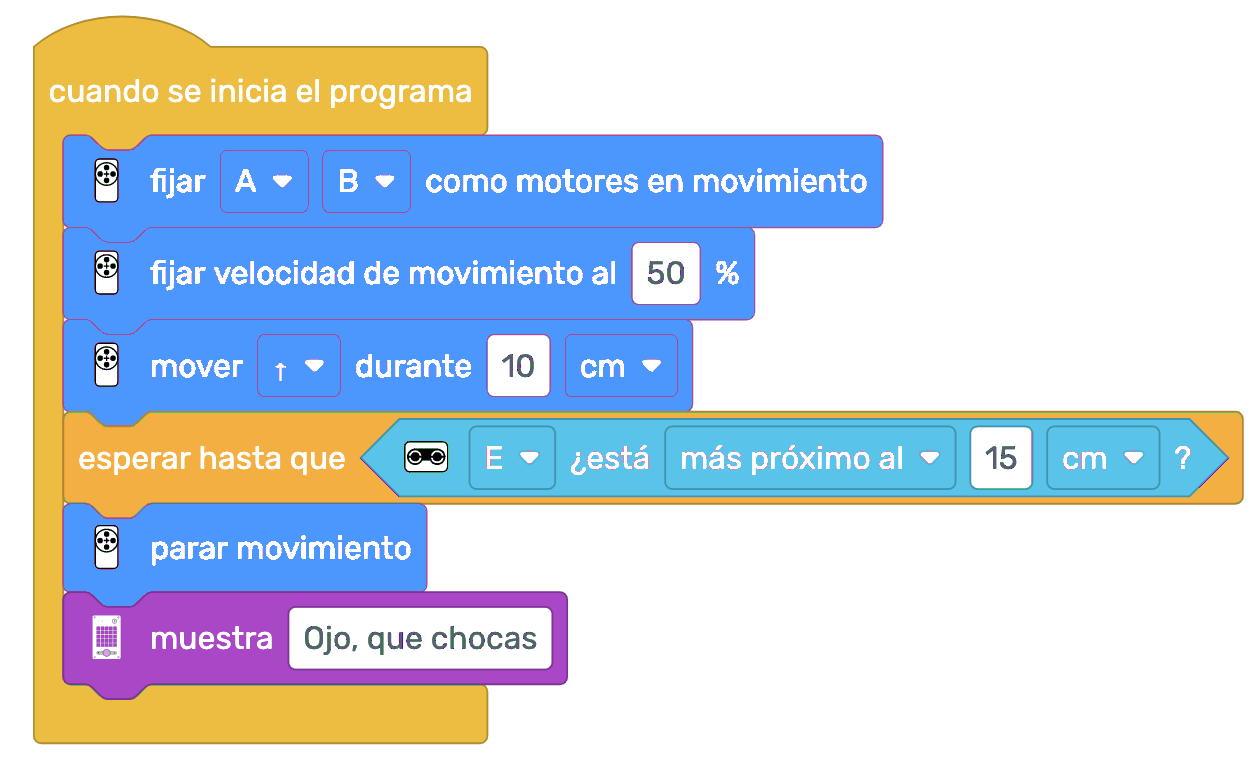 cuando se inicia el programa
fijar A B como motores en movimiento
fijar velocidad de movimiento al 50 %
mover ↑ durante 10 cm
esperar hasta que E ¿está más próximo al 15 cm ?
parar movimiento
muestra Ojo, que chocas